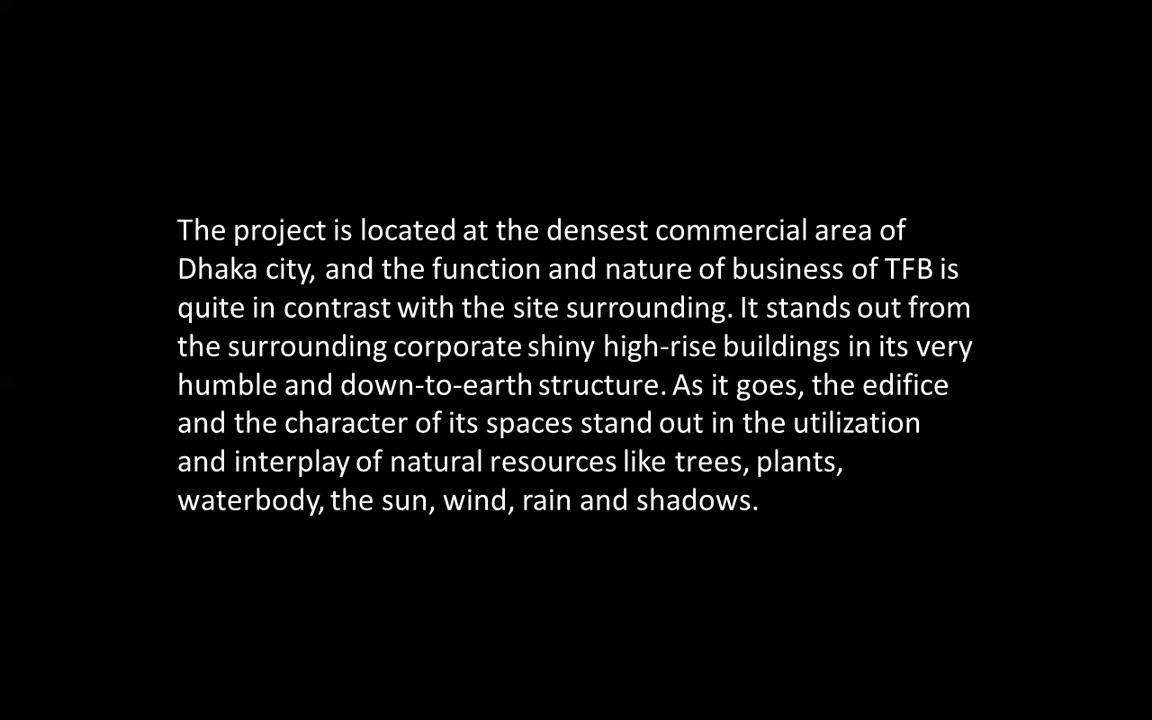 The project is located at the densest commercial area of
Dhaka city, and the function and nature of business of TFB is
quite in contrast with the site surrounding. It stands out from
the surrounding corporate shiny high-rise buildings in its very
humble and down-to-earth structure. As it goes, the edifice
and the character of its spaces stand out in the utilization
and interplay of natural resources like trees, plants,
waterbody, the sun, wind, rain and shadows.